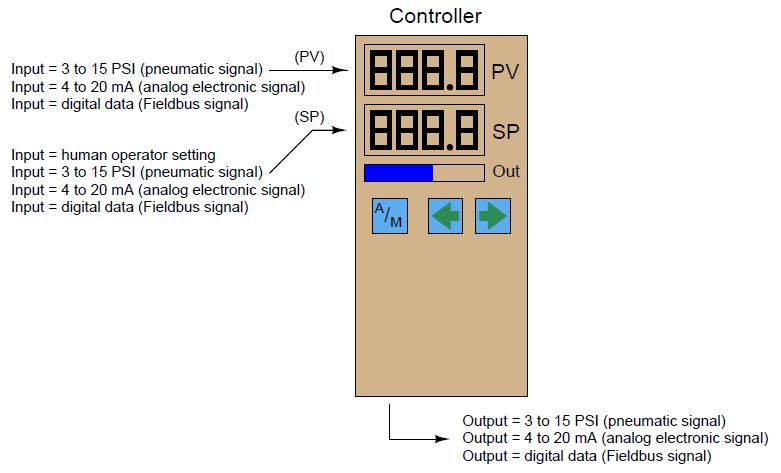 Controller
(PV)
Input = 3 to 15 PSI (pneumatic signal)
Input = 4 to 20 mA (analog electronic signal)
Input = digital data (Fieldbus signal)
888.8 PV
(SP)
888.8 SP
Input = human operator setting
Input = 3 to 15 PSI (pneumatic signal)
Input = 4 to 20 mA (analog electronic signal)
Input = digital data (Fieldbus signal)
Out
A/M
Output = 3 to 15 PSI (pneumatic signal)
Output = 4 to 20 mA (analog electronic signal)
Output = digital data (Fieldbus signal)